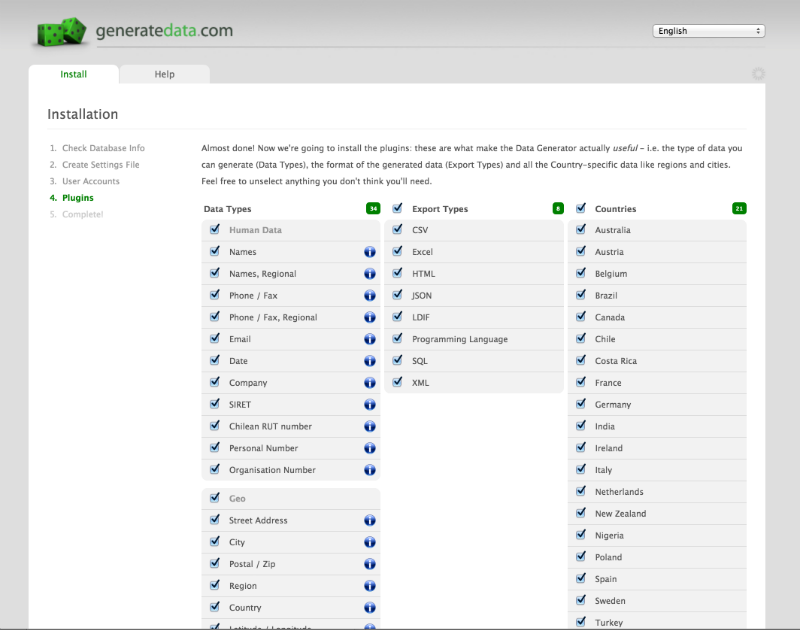 generatedata.com
English
Install
Help
Installation
1. Check Database Info
2. Create Settings File
3. User Accounts
4. Plugins
5. Complete!
Almost done! Now we're going to install the plugins: these are what make the Data Generator actually useful - i.e. the type of data you
can generate (Data Types), the format of the generated data (Export Types) and all the Country-specific data like regions and cities.
Feel free to unselect anything you don't think you'll need.
Data Types 34
Human Data
Names
Names, Regional
Phone / Fax
Phone / Fax, Regional
Email
Date
Company
SIRET
Chilean RUT number
Personal Number
Organisation Number
Geo
Street Address
City
Postal / Zip
Region
Country
Latitude / Longitude
Export Types 8
CSV
Excel
HTML
JSON
LDIF
Programming Language
SQL
XML
Countries 21
Australia
Austria
Belgium
Brazil
Canada
Chile
Costa Rica
France
Germany
India
Ireland
Italy
Netherlands
New Zealand
Nigeria
Poland
Spain
Sweden
Turkey